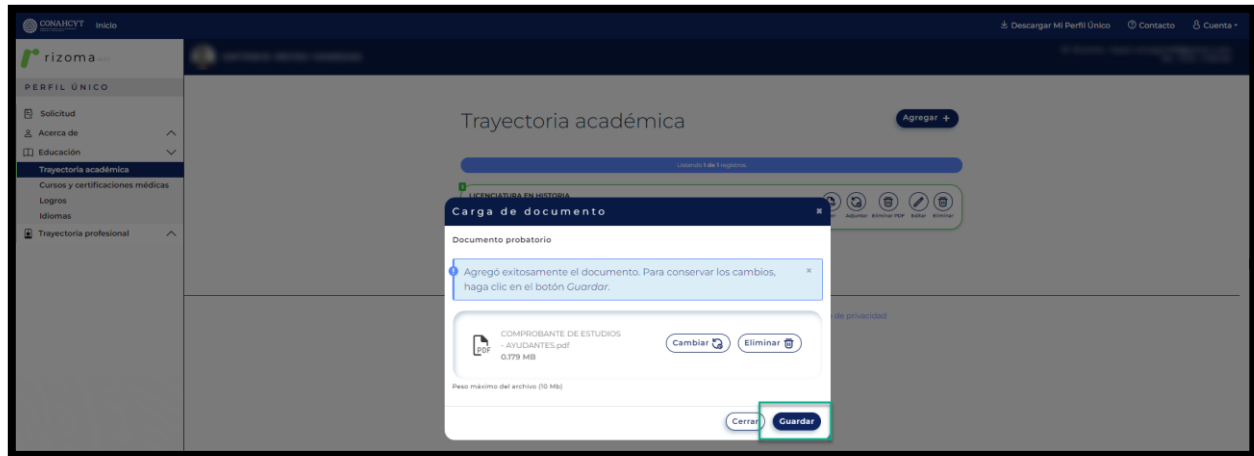 CONAHCYT Inicio
Descargar Mi Perfil Único Contacto Cuenta
rizoma
PERFIL ÚNICO
Solicitud
Acerca de
Educación
Trayectoria académica
Cursos y certificaciones médicas
Logros
Idiomas
Trayectoria profesional
Trayectoria académica
Agregar +
Listando 1 de 1 registros.
LICENCIATURA EN HISTORIA
Adjuntar Eliminar PDF Editar Eliminar
Carga de documento
Documento probatorio
Agregó exitosamente el documento. Para conservar los cambios,
haga clic en el botón Guardar.
PDF
COMPROBANTE DE ESTUDIOS
- AYUDANTES.pdf
0.179 MB
Cambiar
Eliminar
Peso máximo del archivo (10 Mb)
Cerrar
Guardar
de privacidad